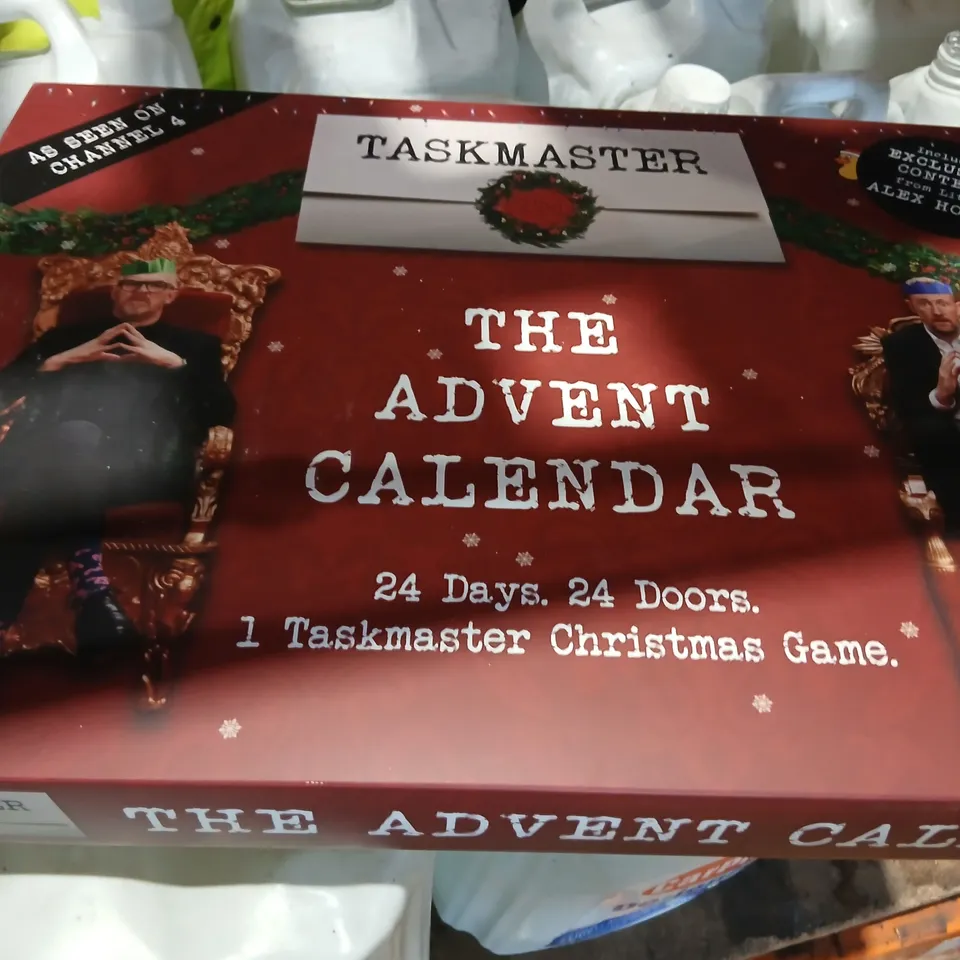 AS SEEN ON
CHANNEL 4
TASKMASTER
from
THE
ADVENT
CALENDAR
24 Days. 24 Doors.
1 Taskmaster Christmas Game.
THE ADVENT